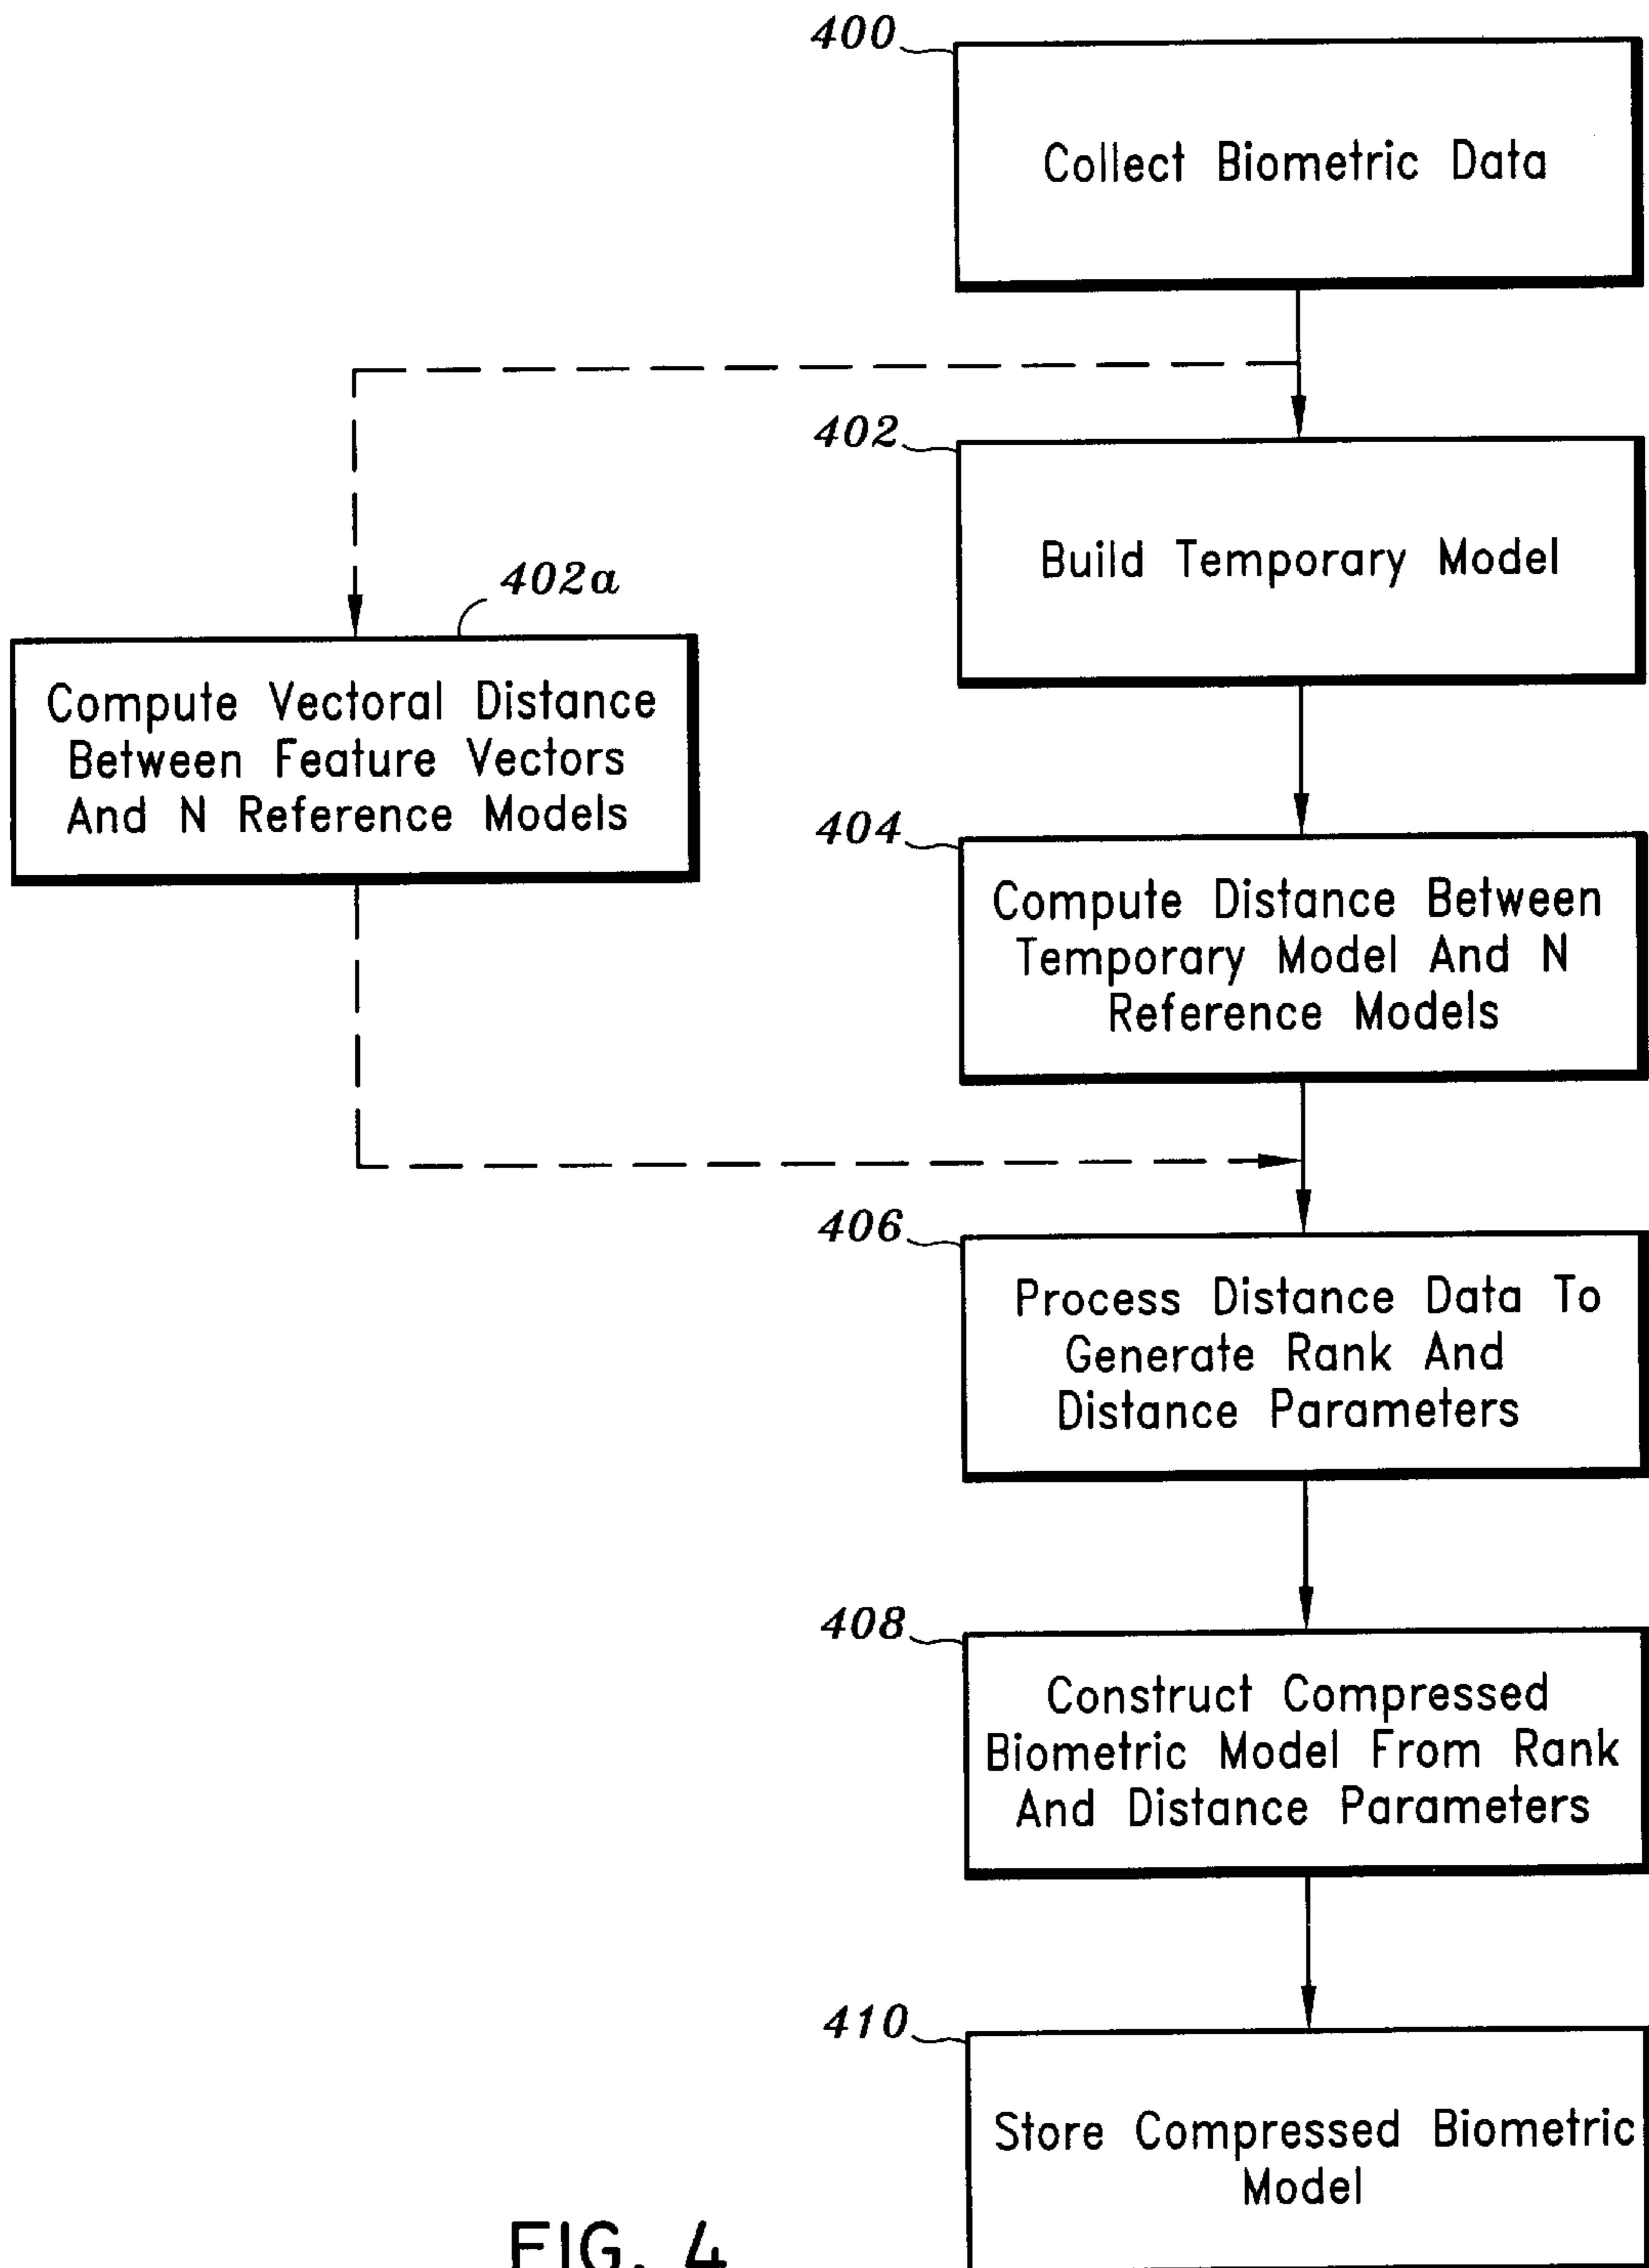 400
Collect Biometric Data
402
Build Temporary Model
402a
Compute Vectoral Distance
Between Feature Vectors
And N Reference Models
404
Compute Distance Between
Temporary Model And N
Reference Models
406
Process Distance Data To
Generate Rank And
Distance Parameters
408
Construct Compressed
Biometric Model From Rank
And Distance Parameters
410
Store Compressed Biometric
Model
FIG. 4